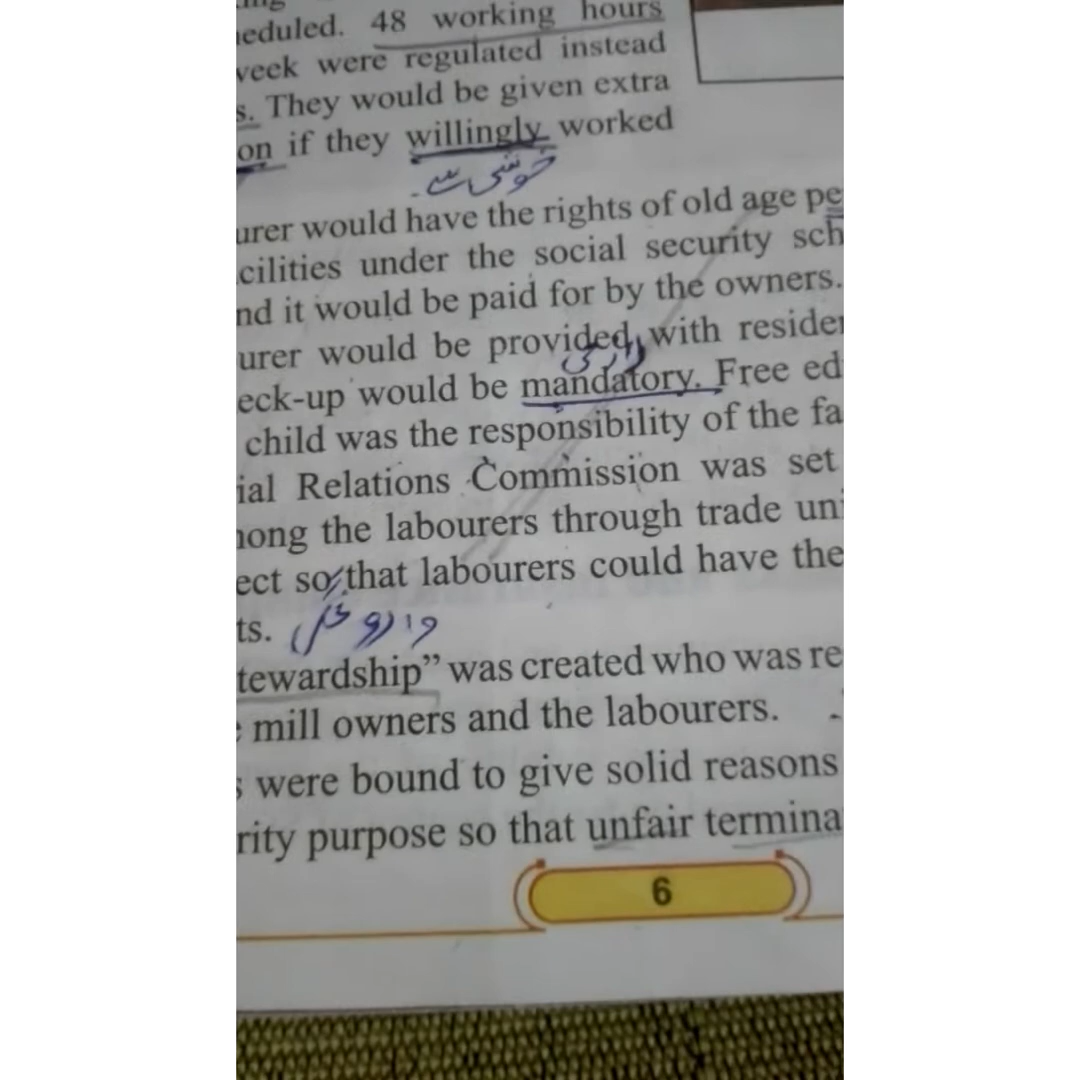 heduled. 48 working hours
week were regulated instead
s. They would be given extra
on if they willingly worked
خوشی سے
urer would have the rights of old age pe
cilities under the social security sch
nd it would be paid for by the owners.
urer would be provided with reside
eck-up would be mandatory. Free ed
child was the responsibility of the fa
ial Relations Commission was set
mong the labourers through trade uni
ect so that labourers could have the
ts.
tewardship” was created who was re
mill owners and the labourers.
s were bound to give solid reasons
rity purpose so that unfair termina
6